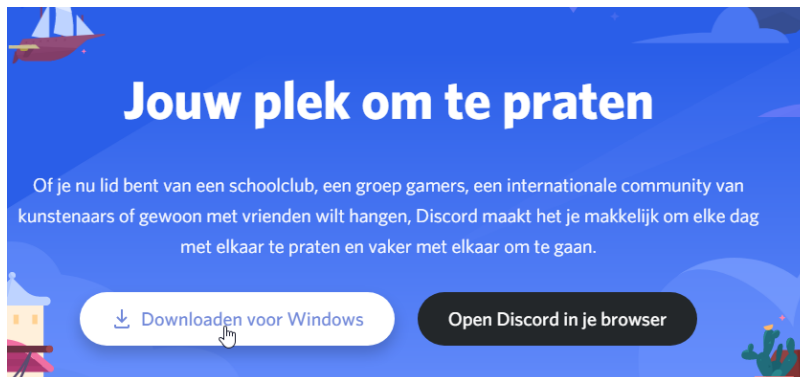 Jouw plek om te praten
Of je nu lid bent van een schoolclub, een groep gamers, een internationale community van
kunstenaars of gewoon met vrienden wilt hangen, Discord maakt het je makkelijk om elke dag
met elkaar te praten en vaker met elkaar om te gaan.
Downloaden voor Windows
Open Discord in je browser